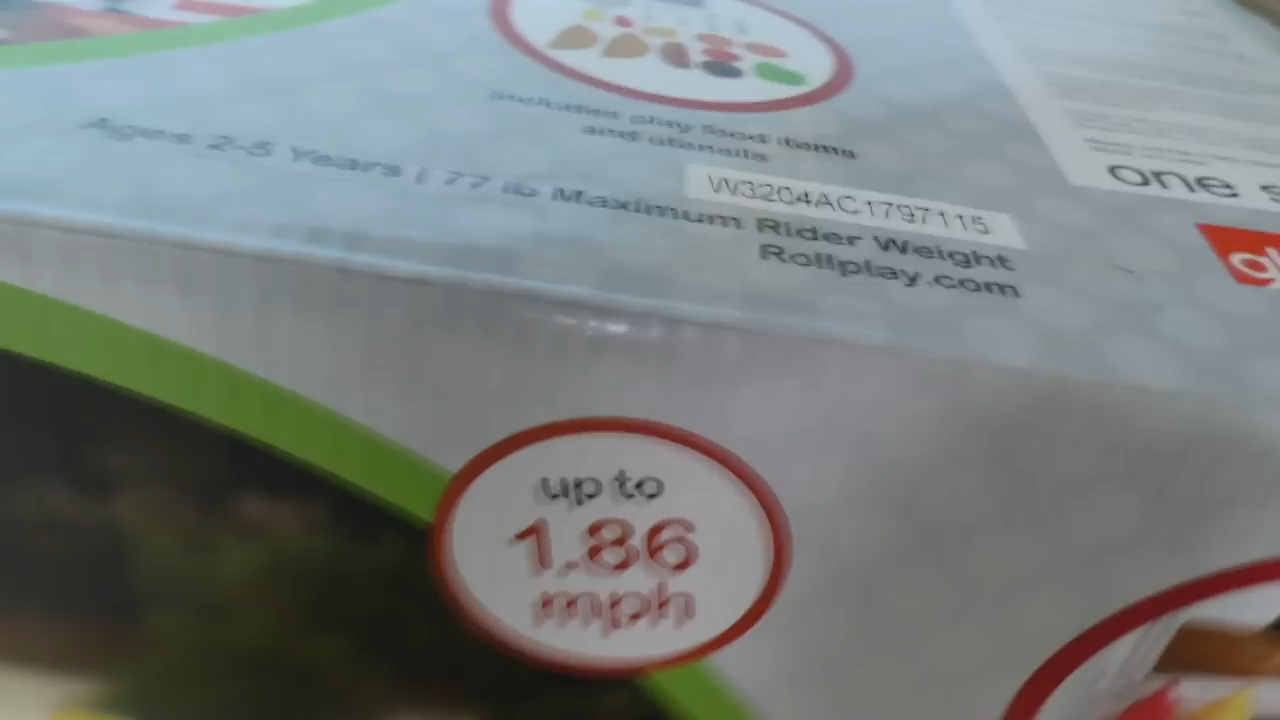 includes play food items
and utensils
Ages 2-5 Years | 77 lb Maximum Rider Weight
W3204AC1797115
Rollplay.com
one
up to
1.86
mph